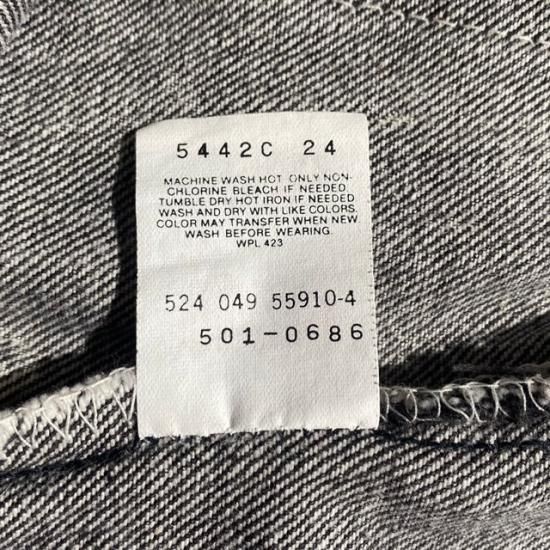 5442C 24
MACHINE WASH HOT ONLY NON-
CHLORINE BLEACH IF NEEDED
TUMBLE DRY HOT IRON IF NEEDED
WASH AND DRY WITH LIKE COLORS.
COLOR MAY TRANSFER WHEN NEW.
WASH BEFORE WEARING.
WPL 423
524 049 55910-4
501-0686